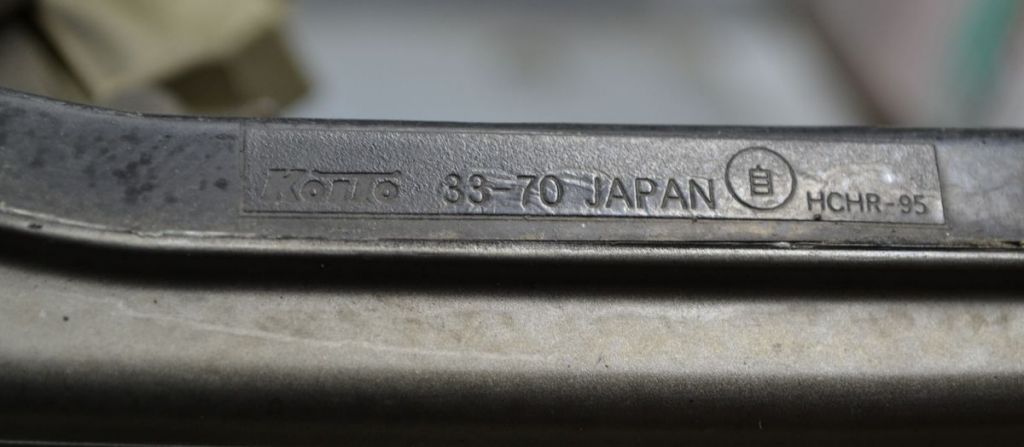 KOITO 33-70 JAPAN 自 HCHR-95